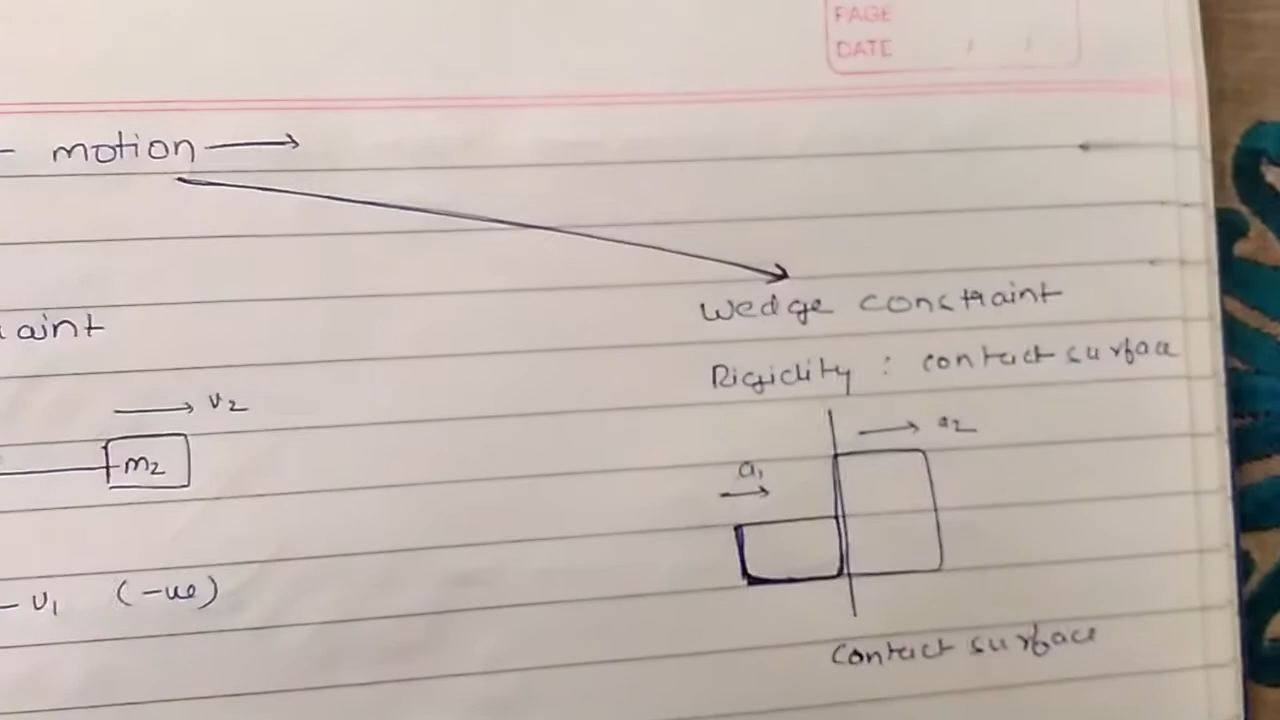 PAGE
DATE / /
- motion →
wedge constraint
aint
Rigidity : contact surface
v2
a2
m2
a1
- v1 (-ve)
contact surface